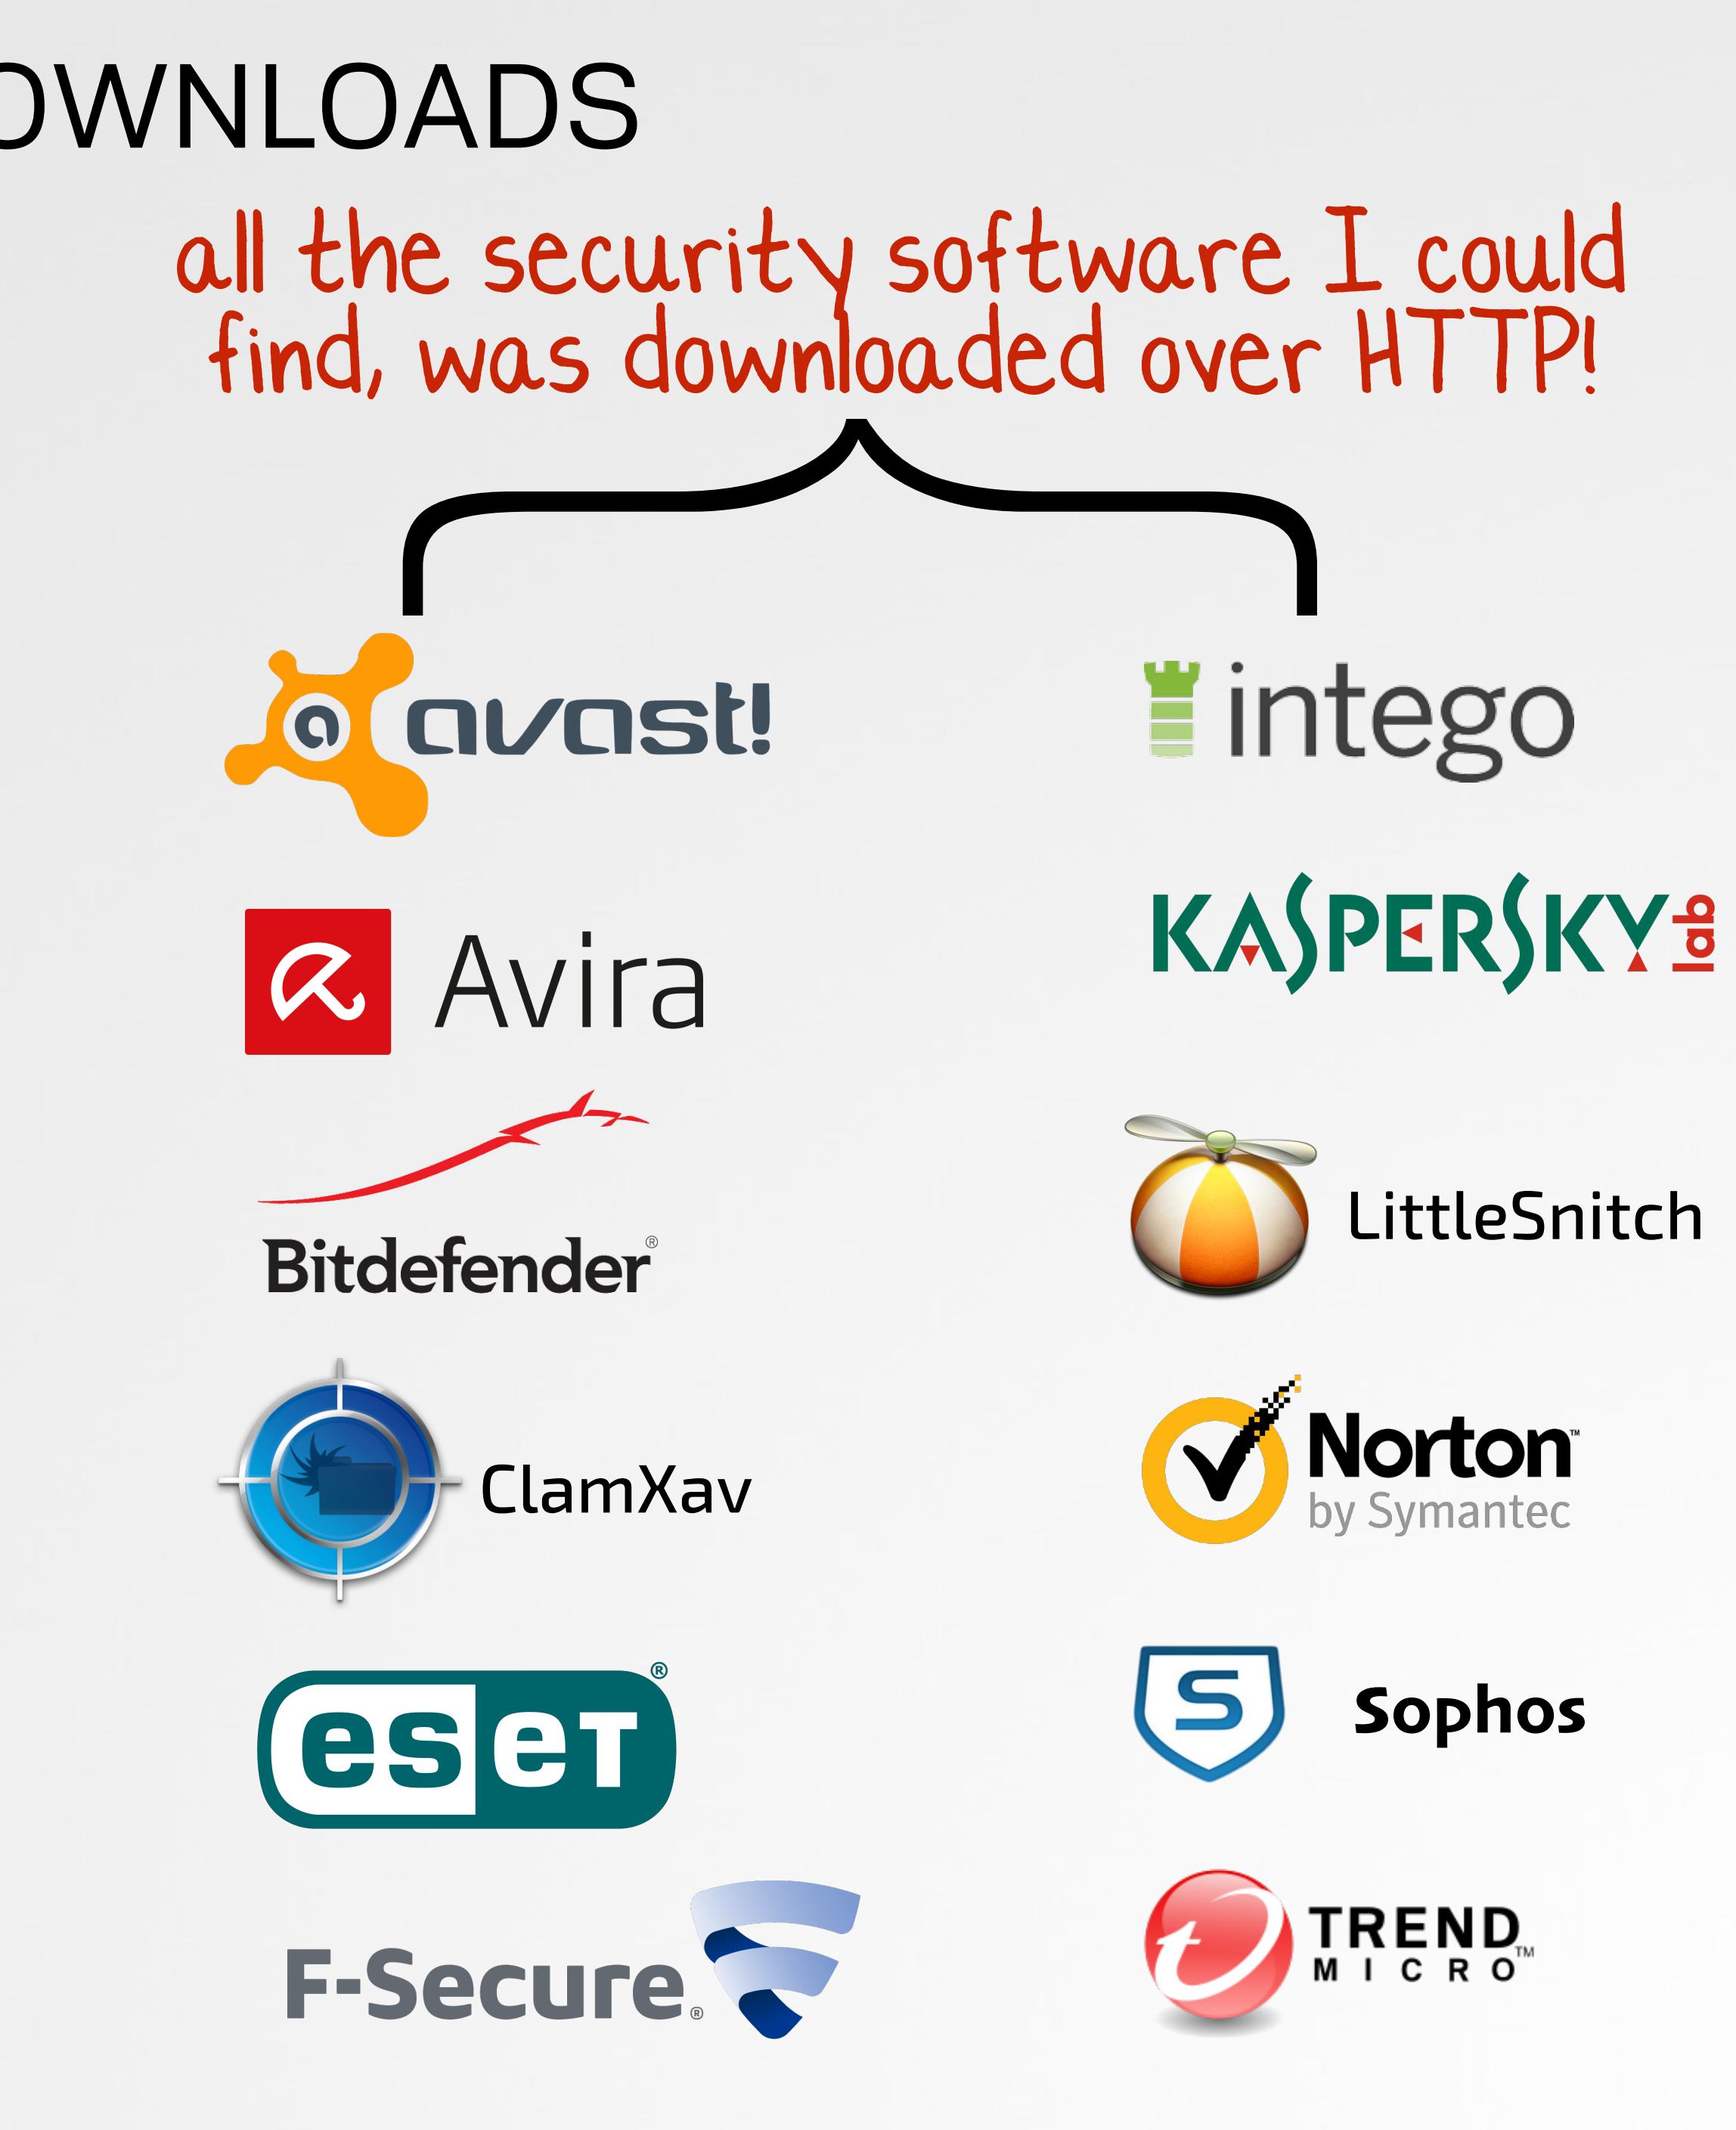 OWNLOADS
all the security software I could
find, was downloaded over HTTP!
avast!
Avira
Bitdefender®
ClamXav
eseT®
F-Secure®
intego
KASPERSKY lab
LittleSnitch
Norton™
by Symantec
S Sophos
TREND
MICRO™